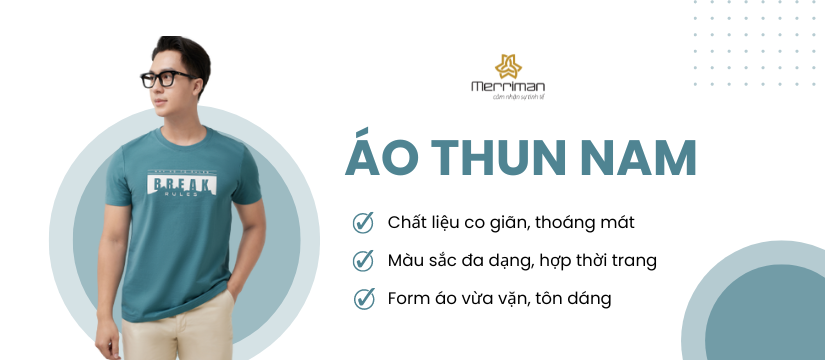 Merriman
cảm nhận sự tinh tế
ÁO THUN NAM
Chất liệu co giãn, thoáng mát
Màu sắc đa dạng, hợp thời trang
Form áo vừa vặn, tôn dáng
BREAK
RULES